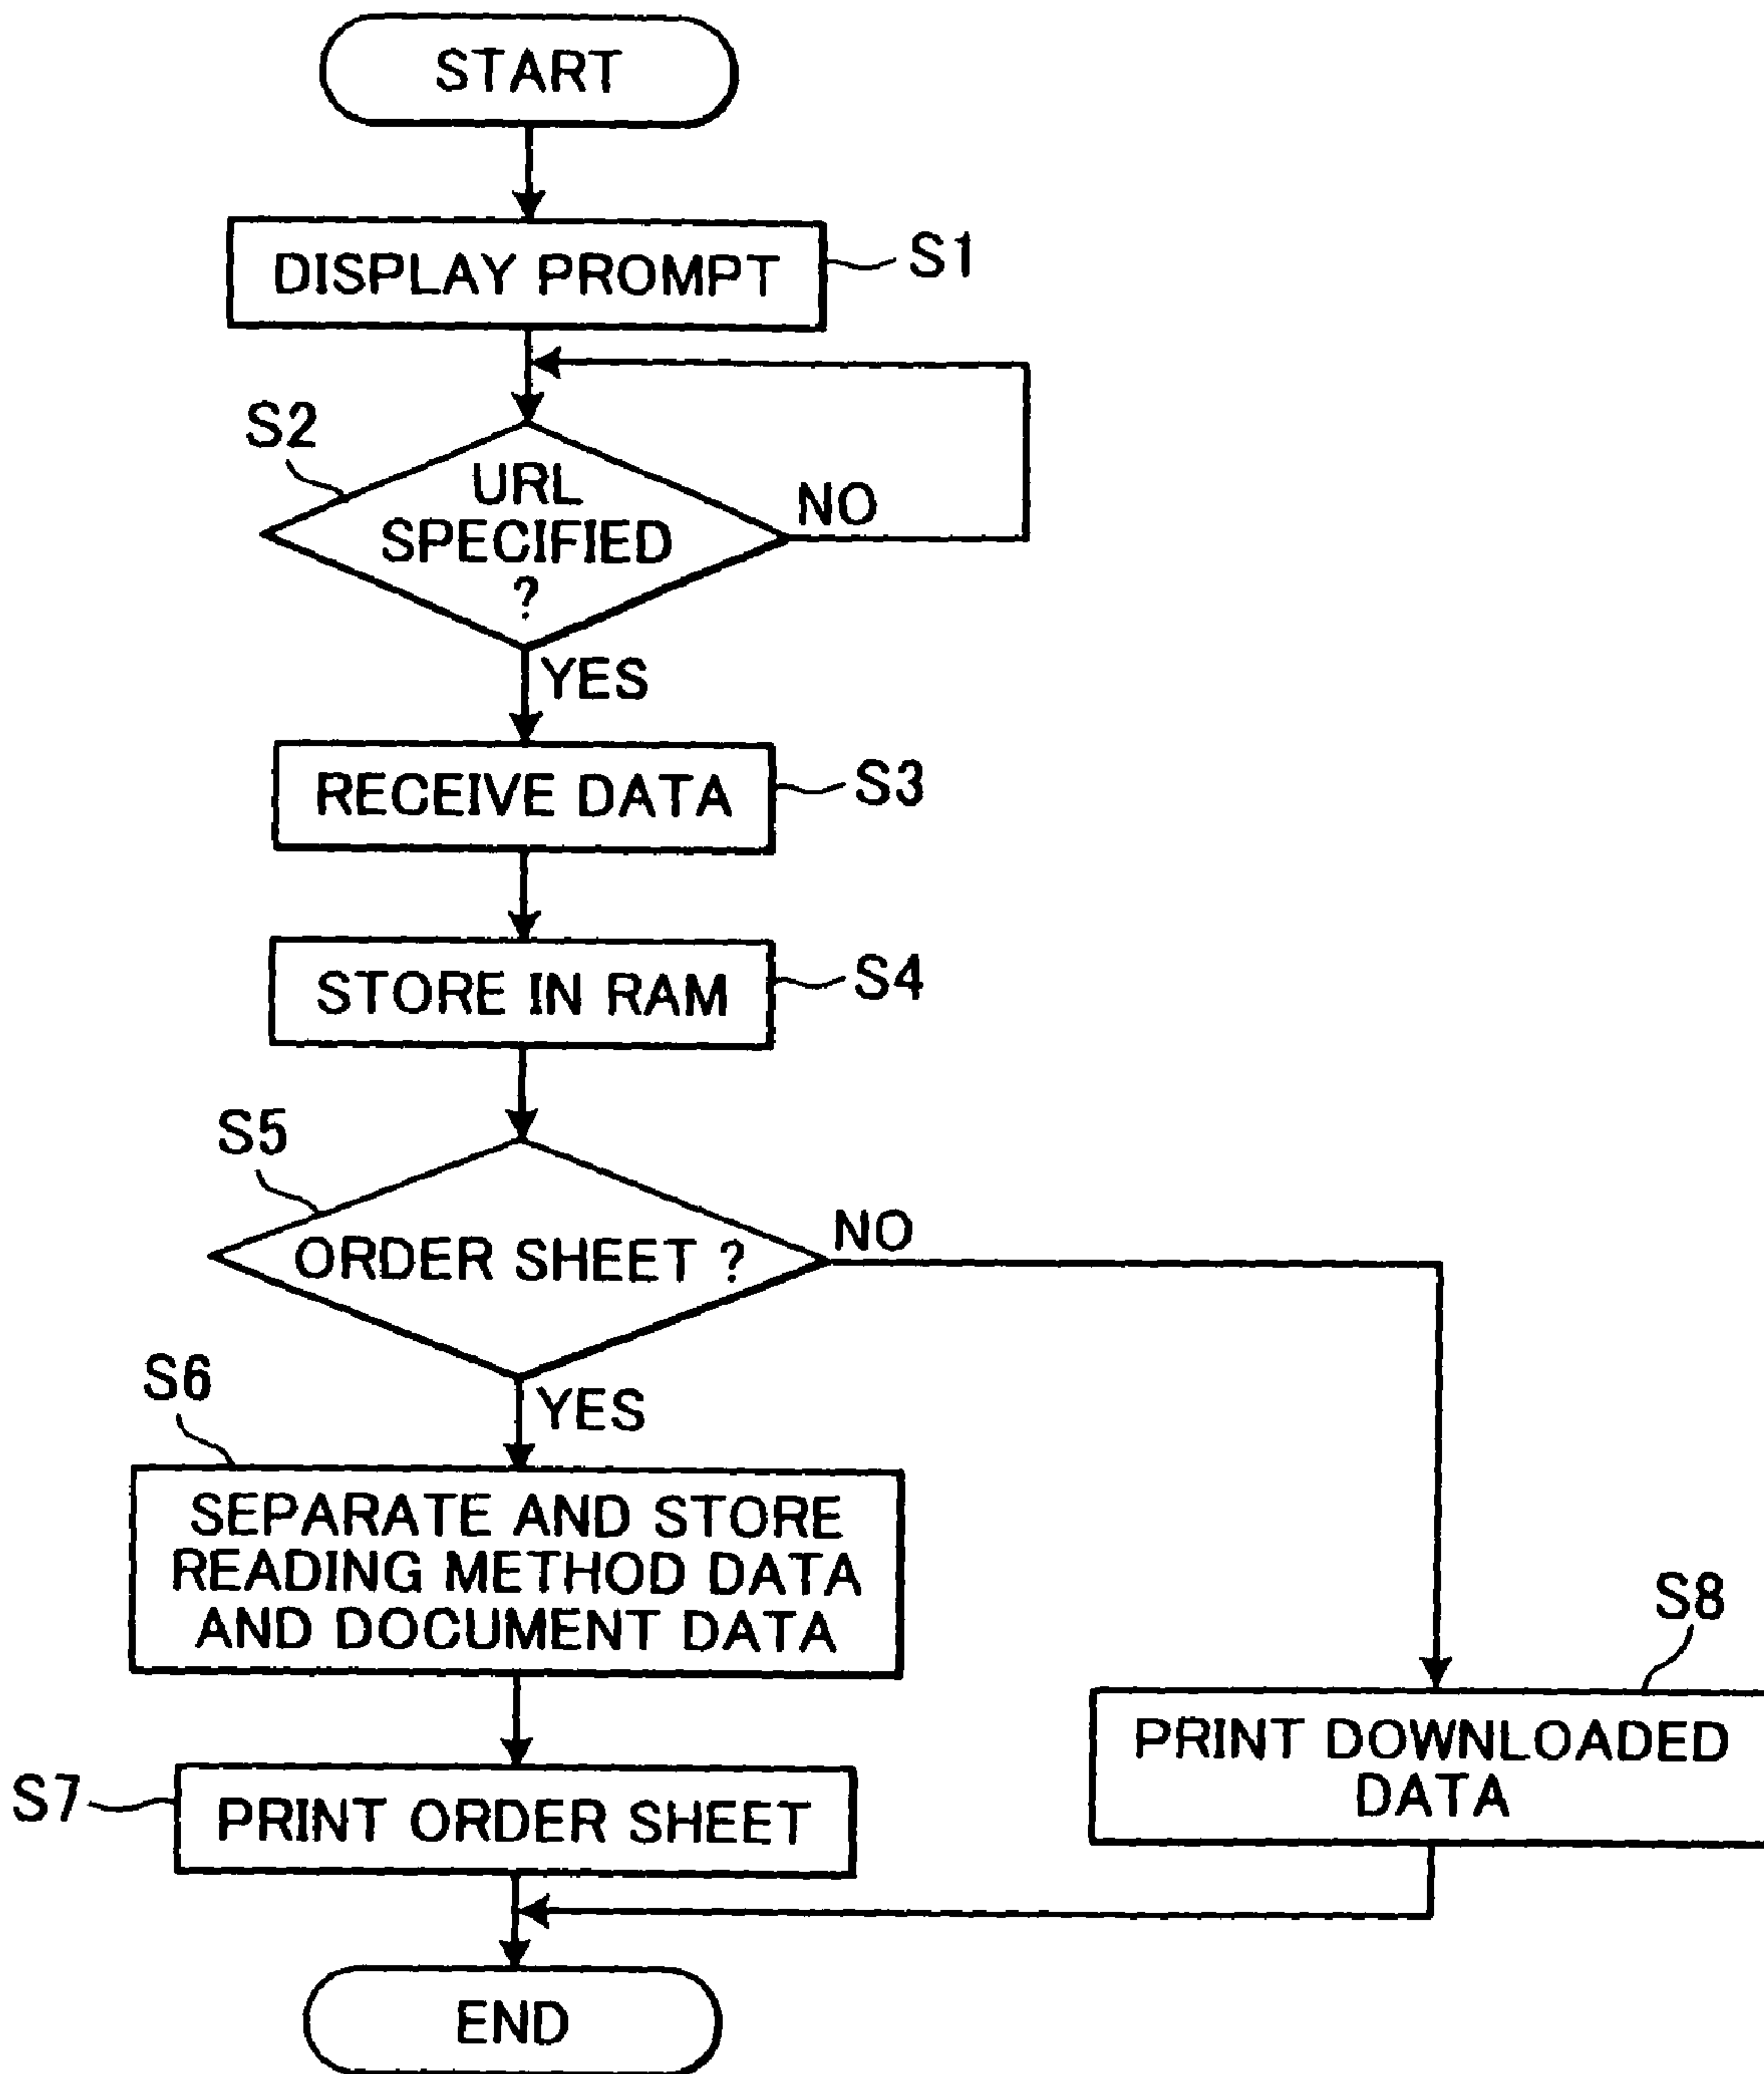 START
DISPLAY PROMPT
S1
S2
URL
SPECIFIED
?
NO
YES
RECEIVE DATA
S3
STORE IN RAM
S4
S5
ORDER SHEET ?
NO
YES
S6
SEPARATE AND STORE
READING METHOD DATA
AND DOCUMENT DATA
S8
PRINT DOWNLOADED
DATA
S7
PRINT ORDER SHEET
END